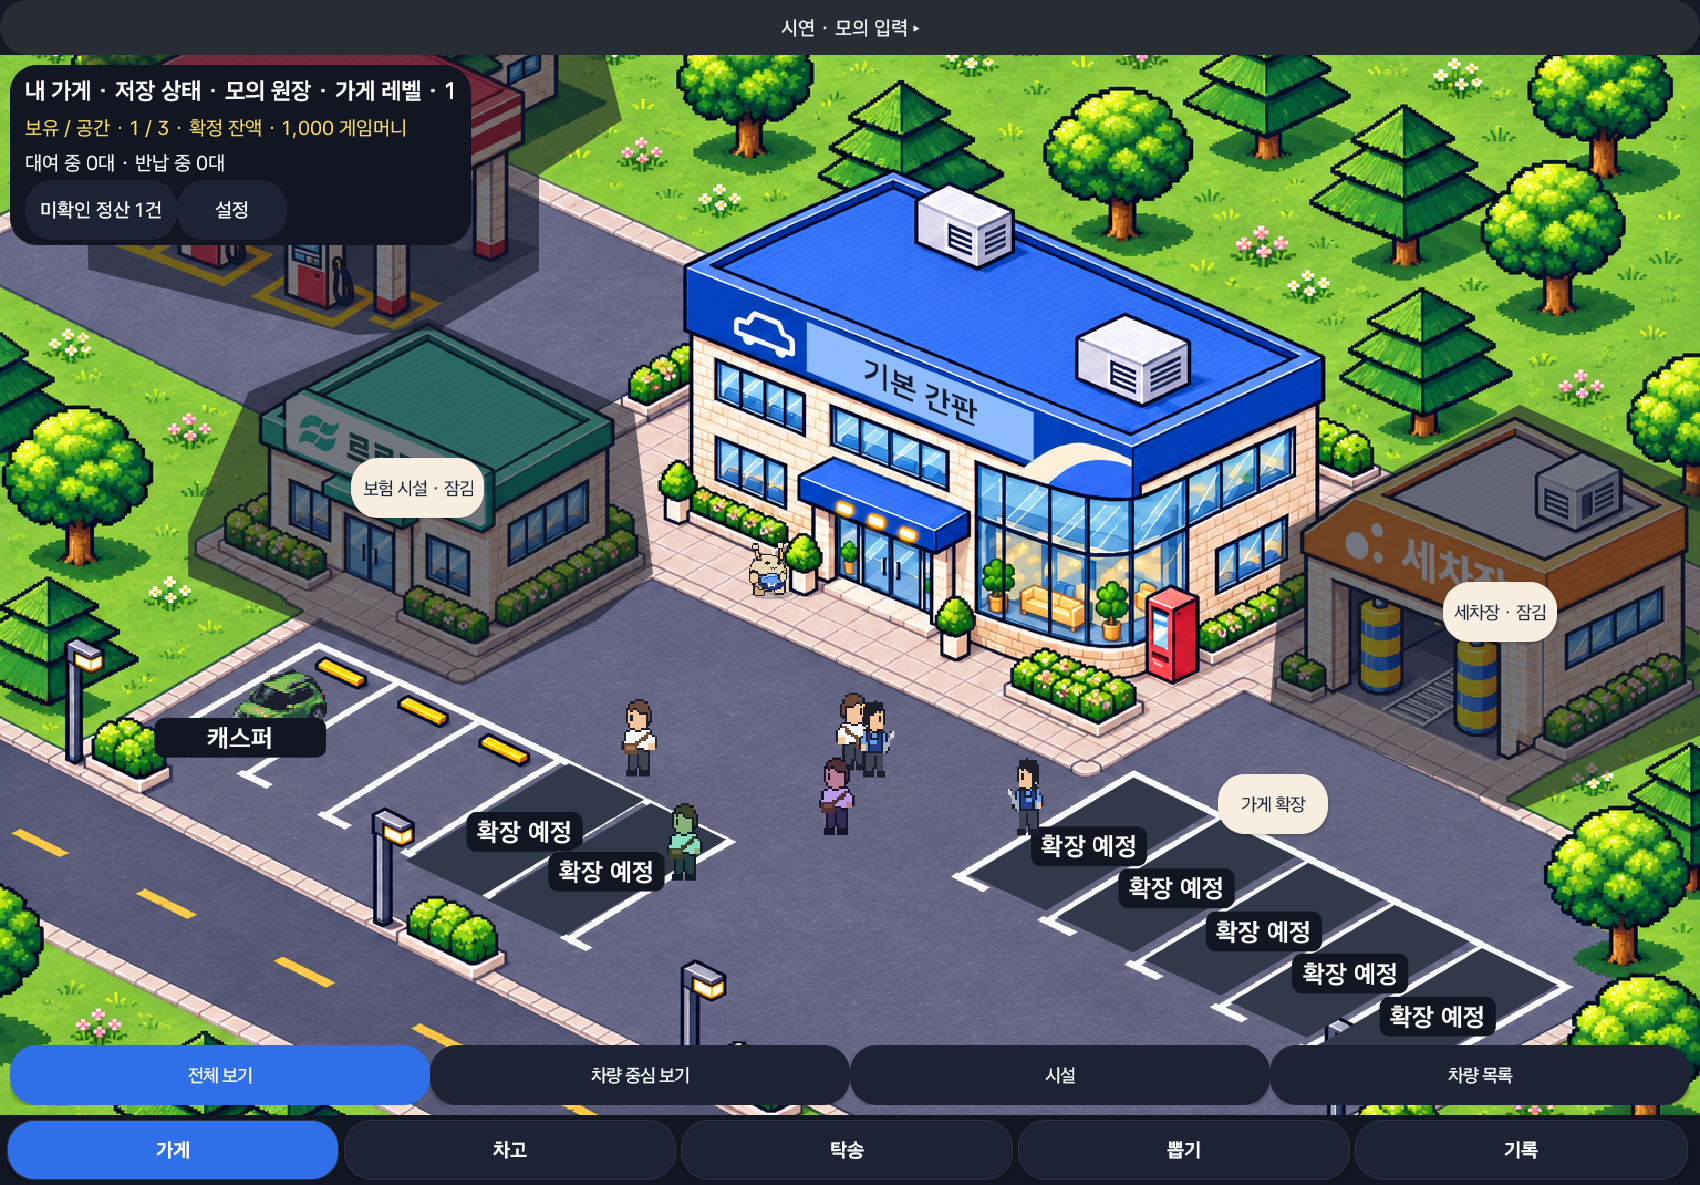 시연 · 모의 입력 ▸
내 가게 · 저장 상태 · 모의 원장 · 가게 레벨 · 1
보유 / 공간 · 1 / 3 · 확정 잔액 · 1,000 게임머니
대여 중 0대 · 반납 중 0대
미확인 정산 1건
설정
기본 간판
보험 시설 · 잠김
세차장
세차장 · 잠김
캐스퍼
가게 확장
확장 예정
확장 예정
확장 예정
확장 예정
확장 예정
확장 예정
확장 예정
전체 보기
차량 중심 보기
시설
차량 목록
가게
차고
탁송
뽑기
기록